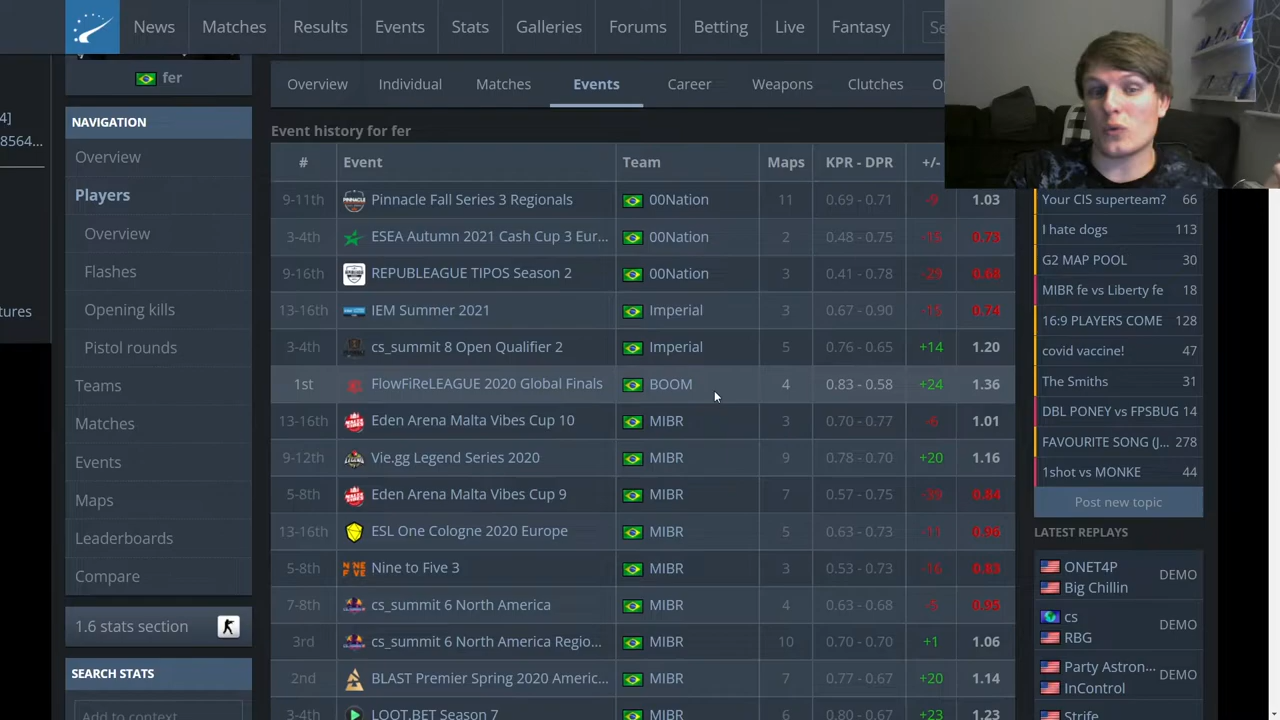 News Matches Results Events Stats Galleries Forums Betting Live Fantasy Se
fer
4]
8564...
tures
NAVIGATION
Overview
Players
Overview
Flashes
Opening kills
Pistol rounds
Teams
Matches
Events
Maps
Leaderboards
Compare
1.6 stats section
SEARCH STATS
Add to context
Overview Individual Matches Events Career Weapons Clutches O
Event history for fer
# Event Team Maps KPR - DPR +/-
9-11th Pinnacle Fall Series 3 Regionals 00Nation 11 0.69 - 0.71 -9 1.03
3-4th ESEA Autumn 2021 Cash Cup 3 Eur... 00Nation 2 0.48 - 0.75 0.73
9-16th REPUBLEAGUE TIPOS Season 2 00Nation 3 0.41 - 0.78 -29 0.68
13-16th IEM Summer 2021 Imperial 3 0.67 - 0.90 0.74
3-4th cs_summit 8 Open Qualifier 2 Imperial 5 0.76 - 0.65 +14 1.20
1st FlowFiReLEAGUE 2020 Global Finals BOOM 4 0.83 - 0.58 +24 1.36
13-16th Eden Arena Malta Vibes Cup 10 MIBR 3 0.70 - 0.77 -6 1.01
9-12th Vie.gg Legend Series 2020 MIBR 9 0.78 - 0.70 +20 1.16
5-8th Eden Arena Malta Vibes Cup 9 MIBR 7 0.57 - 0.75 0.84
13-16th ESL One Cologne 2020 Europe MIBR 5 0.63 - 0.73 -11 0.96
5-8th Nine to Five 3 MIBR 3 0.53 - 0.73 0.83
7-8th cs_summit 6 North America MIBR 4 0.63 - 0.68 -5 0.95
3rd cs_summit 6 North America Regio... MIBR 10 0.70 - 0.70 +1 1.06
2nd BLAST Premier Spring 2020 Americ... MIBR 7 0.77 - 0.67 +20 1.14
3-4th LOOT.BET Season 7 MIBR 6 0.80 - 0.67 +23 1.23
Your CIS superteam? 66
I hate dogs 113
G2 MAP POOL 30
MIBR fe vs Liberty fe 18
16:9 PLAYERS COME 128
covid vaccine! 47
The Smiths 31
DBL PONEY vs FPSBUG 14
FAVOURITE SONG (J... 278
1shot vs MONKE 44
Post new topic
LATEST REPLAYS
ONET4P
Big Chillin DEMO
cs
RBG DEMO
Party Astron...
InControl DEMO
Strife